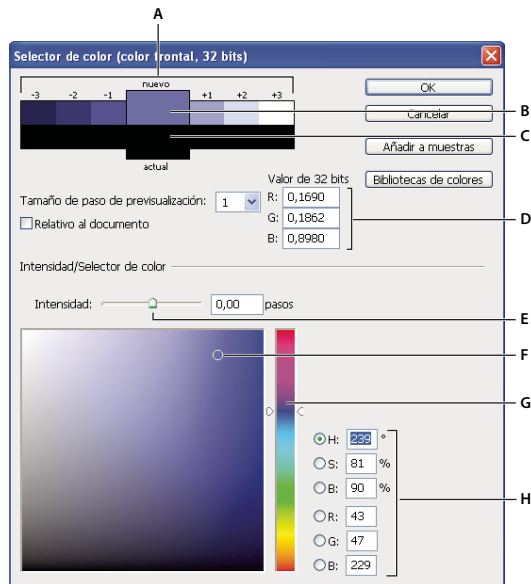 A
Selector de color (color frontal, 32 bits)
nuevo
-3 -2 -1 +1 +2 +3
OK
B
Cancelar
C
Añadir a muestras
actual
Valor de 32 bits
Bibliotecas de colores
Tamaño de paso de previsualización: 1
R: 0,1690
D
Relativo al documento
G: 0,1862
B: 0,8980
Intensidad/Selector de color
Intensidad: 0,00 pasos
E
F
G
H: 239 °
S: 81 %
B: 90 %
H
R: 43
G: 47
B: 229